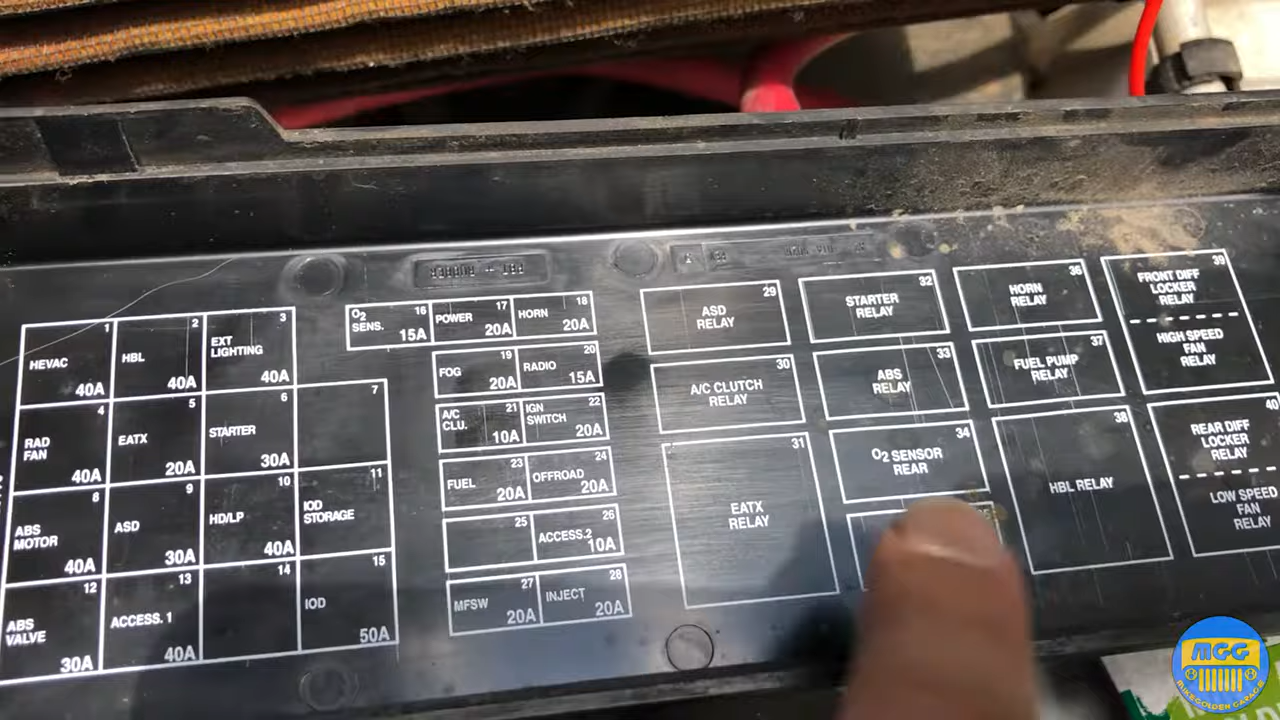 1
HEVAC
40A
2
HBL
40A
3
EXT
LIGHTING
40A
4
RAD
FAN
40A
5
EATX
20A
6
STARTER
30A
7
8
ABS
MOTOR
40A
9
ASD
30A
10
HD/LP
40A
11
IOD
STORAGE
12
ABS
VALVE
30A
13
ACCESS. 1
40A
14
15
IOD
50A
16
O2
SENS.
15A
17
POWER
20A
18
HORN
20A
19
FOG
20A
20
RADIO
15A
21
A/C
CLU.
10A
22
IGN
SWITCH
20A
23
FUEL
20A
24
OFFROAD
20A
25
26
ACCESS.2
10A
27
MFSW
20A
28
INJECT
20A
29
ASD
RELAY
30
A/C CLUTCH
RELAY
31
EATX
RELAY
32
STARTER
RELAY
33
ABS
RELAY
34
O2 SENSOR
REAR
36
HORN
RELAY
37
FUEL PUMP
RELAY
38
HBL RELAY
39
FRONT DIFF
LOCKER
RELAY
HIGH SPEED
FAN
RELAY
40
REAR DIFF
LOCKER
RELAY
LOW SPEED
FAN
RELAY
MGG